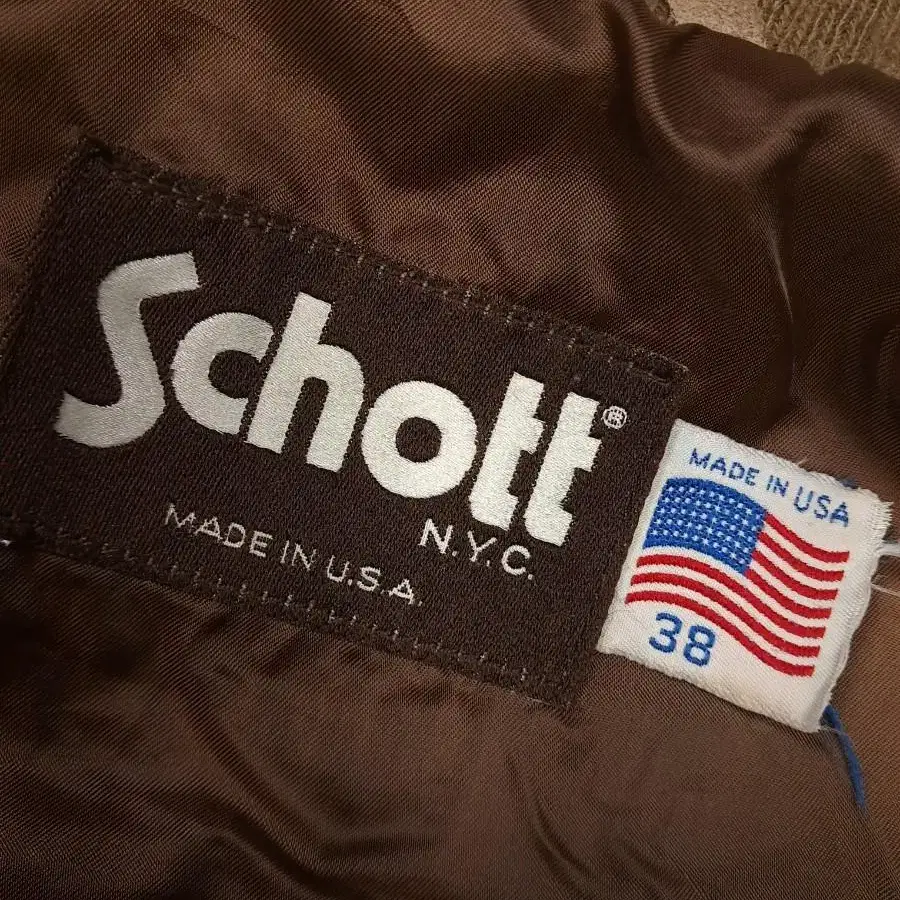 Schott®
N.Y.C.
MADE IN U.S.A.
MADE IN USA
38